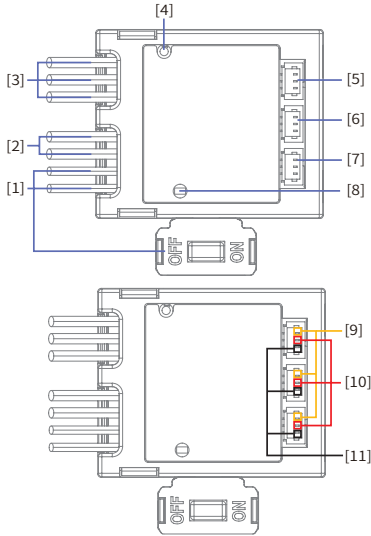 [4]
[3]
[5]
[6]
[2]
[7]
[1]
[8]
OFF
ON
[9]
[10]
[11]
OFF
ON